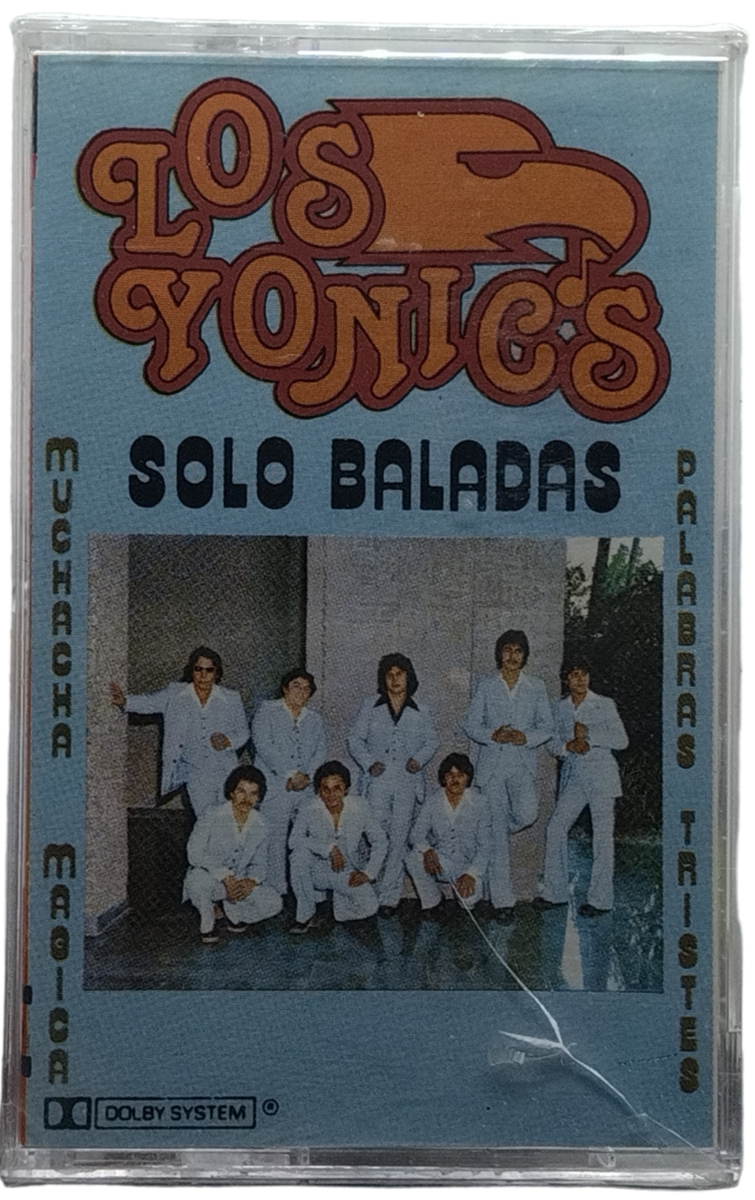 LOS
YONIC'S
SOLO BALADAS
MUCHACHA MAGICA
PALABRAS TRISTES
DOLBY SYSTEM ®